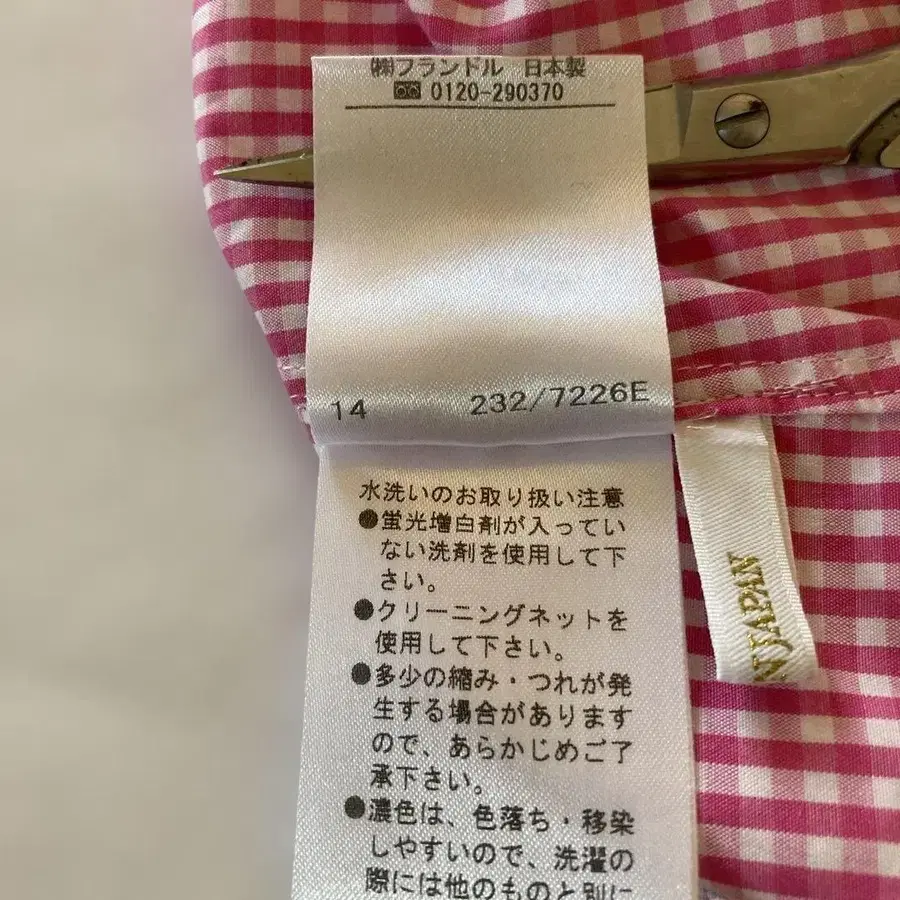 ㈱フランドル 日本製
0120-290370
14 232/7226E
水洗いのお取り扱い注意
●蛍光増白剤が入ってい
ない洗剤を使用して下
さい。
●クリーニングネットを
使用して下さい。
●多少の縮み・つれが発
生する場合があります
ので、あらかじめご了
承下さい。
●濃色は、色落ち・移染
しやすいので、洗濯の
際には他のものと別に
N JAPAN